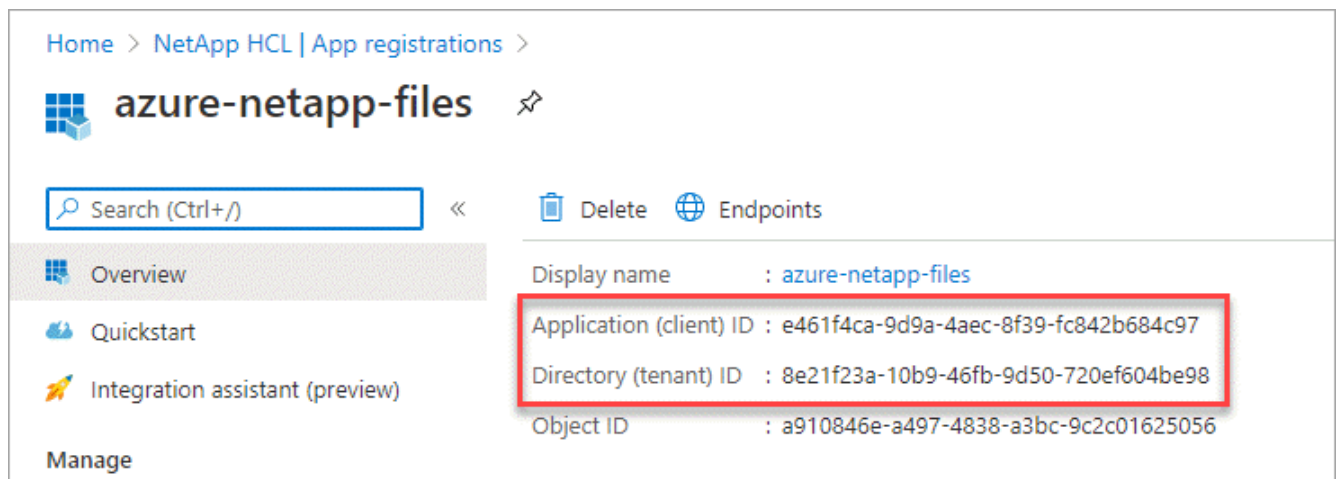 Home > NetApp HCL | App registrations >
azure-netapp-files
Search (Ctrl+/)
«
Delete
Endpoints
Overview
Quickstart
Integration assistant (preview)
Manage
Display name : azure-netapp-files
Application (client) ID : e461f4ca-9d9a-4aec-8f39-fc842b684c97
Directory (tenant) ID : 8e21f23a-10b9-46fb-9d50-720ef604be98
Object ID : a910846e-a497-4838-a3bc-9c2c01625056